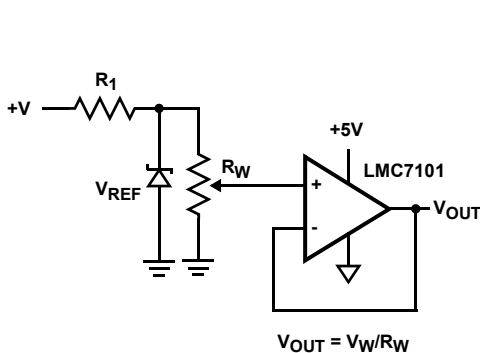 R1
+V
+5V
RW
LMC7101
VREF
+
-
VOUT
VOUT = VW/RW